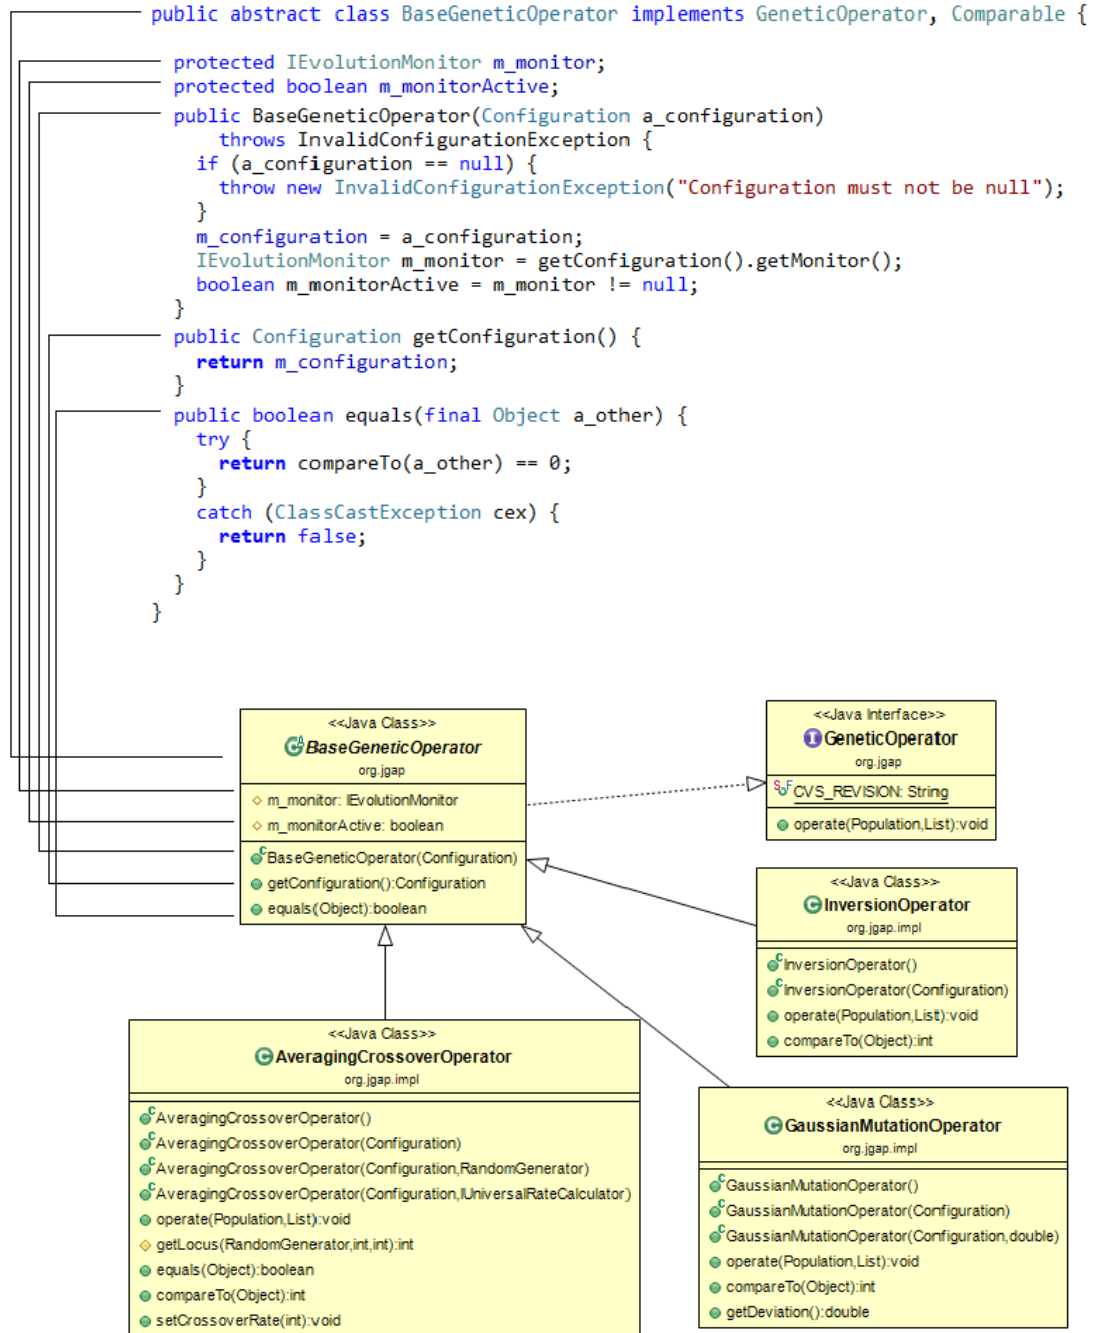 public abstract class BaseGeneticOperator implements GeneticOperator, Comparable {
protected IEvolutionMonitor m_monitor;
protected boolean m_monitorActive;
public BaseGeneticOperator(Configuration a_configuration)
throws InvalidConfigurationException {
if (a_configuration == null) {
throw new InvalidConfigurationException("Configuration must not be null");
}
m_configuration = a_configuration;
IEvolutionMonitor m_monitor = getConfiguration().getMonitor();
boolean m_monitorActive = m_monitor != null;
}
public Configuration getConfiguration() {
return m_configuration;
}
public boolean equals(final Object a_other) {
try {
return compareTo(a_other) == 0;
}
catch (ClassCastException cex) {
return false;
}
}
}
<<Java Class>>
BaseGeneticOperator
org.jgap
m_monitor: IEvolutionMonitor
m_monitorActive: boolean
BaseGeneticOperator(Configuration)
getConfiguration():Configuration
equals(Object):boolean
<<Java Interface>>
GeneticOperator
org.jgap
CVS_REVISION: String
operate(Population,List):void
<<Java Class>>
InversionOperator
org.jgap.impl
InversionOperator()
InversionOperator(Configuration)
operate(Population,List):void
compareTo(Object):int
<<Java Class>>
AveragingCrossoverOperator
org.jgap.impl
AveragingCrossoverOperator()
AveragingCrossoverOperator(Configuration)
AveragingCrossoverOperator(Configuration,RandomGenerator)
AveragingCrossoverOperator(Configuration,IUniversalRateCalculator)
operate(Population,List):void
getLocus(RandomGenerator,int,int):int
equals(Object):boolean
compareTo(Object):int
setCrossoverRate(int):void
<<Java Class>>
GaussianMutationOperator
org.jgap.impl
GaussianMutationOperator()
GaussianMutationOperator(Configuration)
GaussianMutationOperator(Configuration,double)
operate(Population,List):void
compareTo(Object):int
getDeviation():double